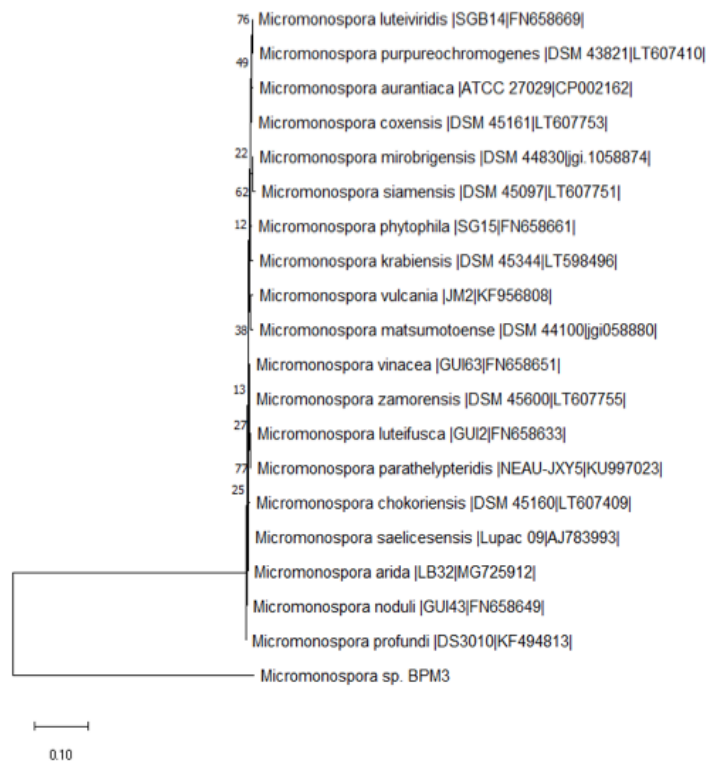 76 Micromonospora luteiviridis |SGB14|FN658669|
Micromonospora purpureochromogenes |DSM 43821|LT607410|
49
Micromonospora aurantiaca |ATCC 27029|CP002162|
Micromonospora coxensis |DSM 45161|LT607753|
22 Micromonospora mirobrigensis |DSM 44830|jgi.1058874|
62 Micromonospora siamensis |DSM 45097|LT607751|
12 Micromonospora phytophila |SG15|FN658661|
Micromonospora krabiensis |DSM 45344|LT598496|
Micromonospora vulcania |JM2|KF956808|
38 Micromonospora matsumotoense |DSM 44100|jgi058880|
Micromonospora vinacea |GUI63|FN658651|
13 Micromonospora zamorensis |DSM 45600|LT607755|
27 Micromonospora luteifusca |GUI2|FN658633|
77 Micromonospora parathelypteridis |NEAU-JXY5|KU997023|
25
Micromonospora chokoriensis |DSM 45160|LT607409|
Micromonospora saelicesensis |Lupac 09|AJ783993|
Micromonospora arida |LB32|MG725912|
Micromonospora noduli |GUI43|FN658649|
Micromonospora profundi |DS3010|KF494813|
Micromonospora sp. BPM3
0.10